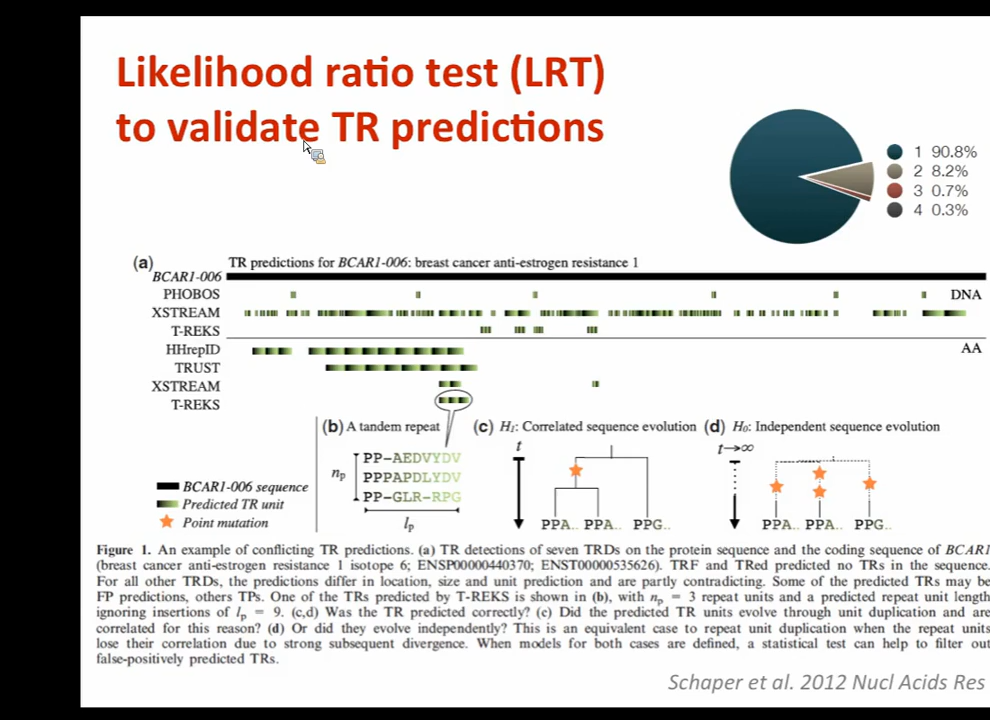 Likelihood ratio test (LRT)
to validate TR predictions
1 90.8%
2 8.2%
3 0.7%
4 0.3%
(a) TR predictions for BCAR1-006: breast cancer anti-estrogen resistance 1
BCAR1-006
PHOBOS DNA
XSTREAM
T-REKS
HHrepID AA
TRUST
XSTREAM
T-REKS
(b) A tandem repeat (c) H₁: Correlated sequence evolution (d) H₀: Independent sequence evolution
t t→∞
PP-AEDVYDV
nₚ PPPAPDLYDV
PP-GLR-RPG
lₚ
PPA.. PPA.. PPG.. PPA.. PPA.. PPG..
BCAR1-006 sequence
Predicted TR unit
Point mutation
Figure 1. An example of conflicting TR predictions. (a) TR detections of seven TRDs on the protein sequence and the coding sequence of BCAR1
(breast cancer anti-estrogen resistance 1 isotope 6; ENSP00000440370; ENST00000535626). TRF and TRed predicted no TRs in the sequence.
For all other TRDs, the predictions differ in location, size and unit prediction and are partly contradicting. Some of the predicted TRs may be
FP predictions, others TPs. One of the TRs predicted by T-REKS is shown in (b), with nₚ = 3 repeat units and a predicted repeat unit length
ignoring insertions of lₚ = 9. (c,d) Was the TR predicted correctly? (c) Did the predicted TR units evolve through unit duplication and are
correlated for this reason? (d) Or did they evolve independently? This is an equivalent case to repeat unit duplication when the repeat units
lose their correlation due to strong subsequent divergence. When models for both cases are defined, a statistical test can help to filter out
false-positively predicted TRs.
Schaper et al. 2012 Nucl Acids Res